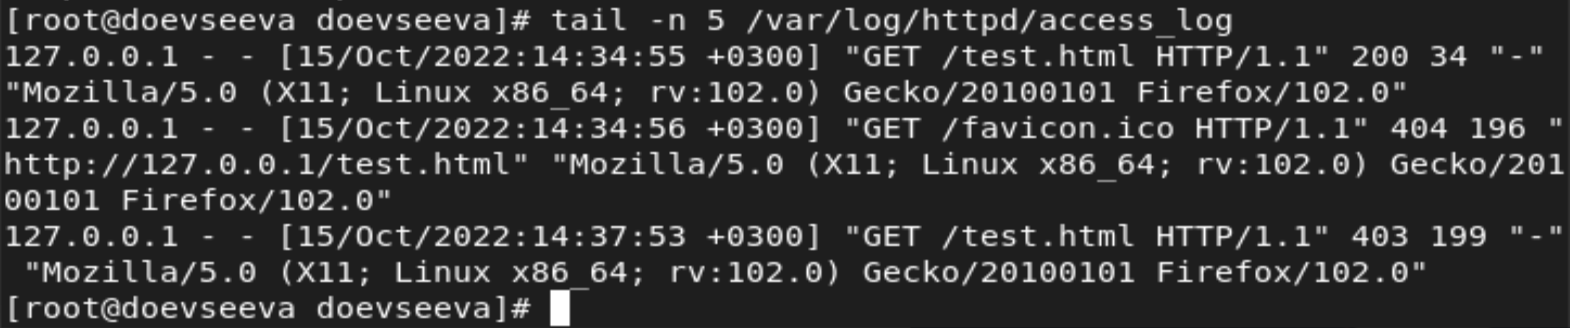 [root@doevseeva doevseeva]# tail -n 5 /var/log/httpd/access_log
127.0.0.1 - - [15/Oct/2022:14:34:55 +0300] "GET /test.html HTTP/1.1" 200 34 "-"
"Mozilla/5.0 (X11; Linux x86_64; rv:102.0) Gecko/20100101 Firefox/102.0"
127.0.0.1 - - [15/Oct/2022:14:34:56 +0300] "GET /favicon.ico HTTP/1.1" 404 196 "
http://127.0.0.1/test.html" "Mozilla/5.0 (X11; Linux x86_64; rv:102.0) Gecko/201
00101 Firefox/102.0"
127.0.0.1 - - [15/Oct/2022:14:37:53 +0300] "GET /test.html HTTP/1.1" 403 199 "-"
 "Mozilla/5.0 (X11; Linux x86_64; rv:102.0) Gecko/20100101 Firefox/102.0"
[root@doevseeva doevseeva]#